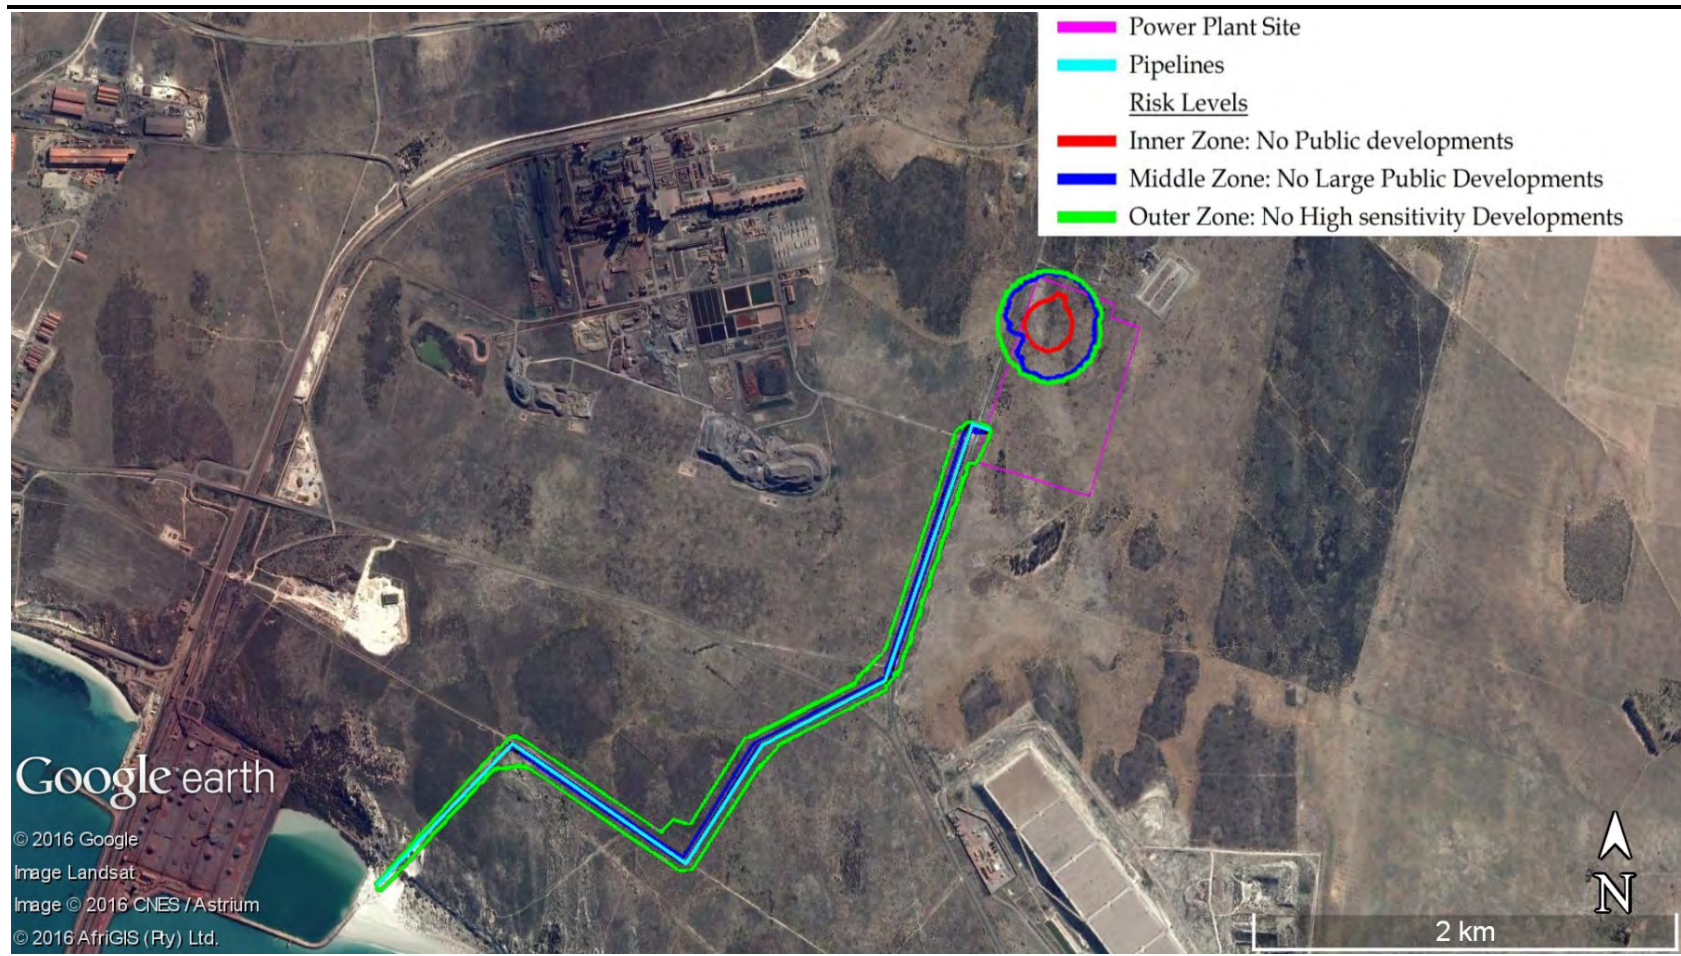 Power Plant Site
Pipelines
Risk Levels
Inner Zone: No Public developments
Middle Zone: No Large Public Developments
Outer Zone: No High sensitivity Developments
Google earth
© 2016 Google
Image Landsat
Image © 2016 CNES / Astrium
© 2016 AfriGIS (Pty) Ltd.
N
2 km